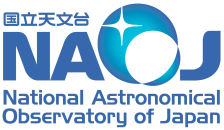 国立天文台
NAOJ
National Astronomical
Observatory of Japan